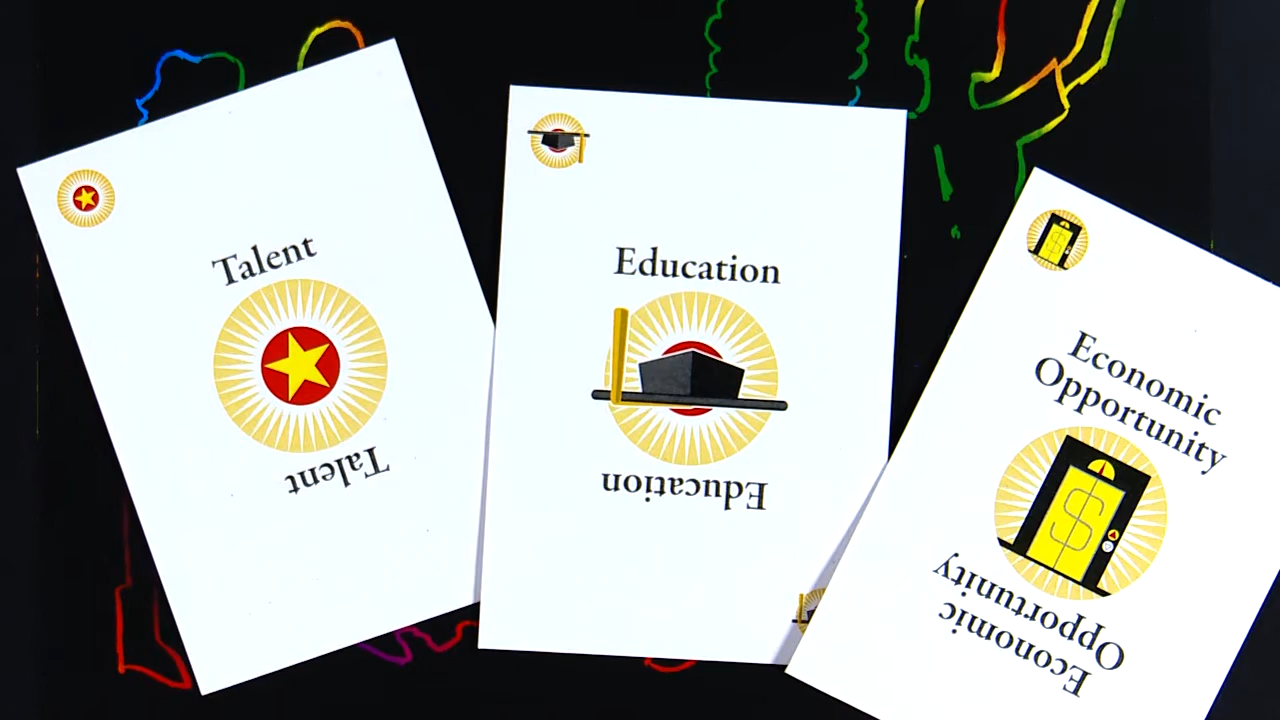 Talent
Talent
Education
Education
Economic
Opportunity
$
Economic
Opportunity